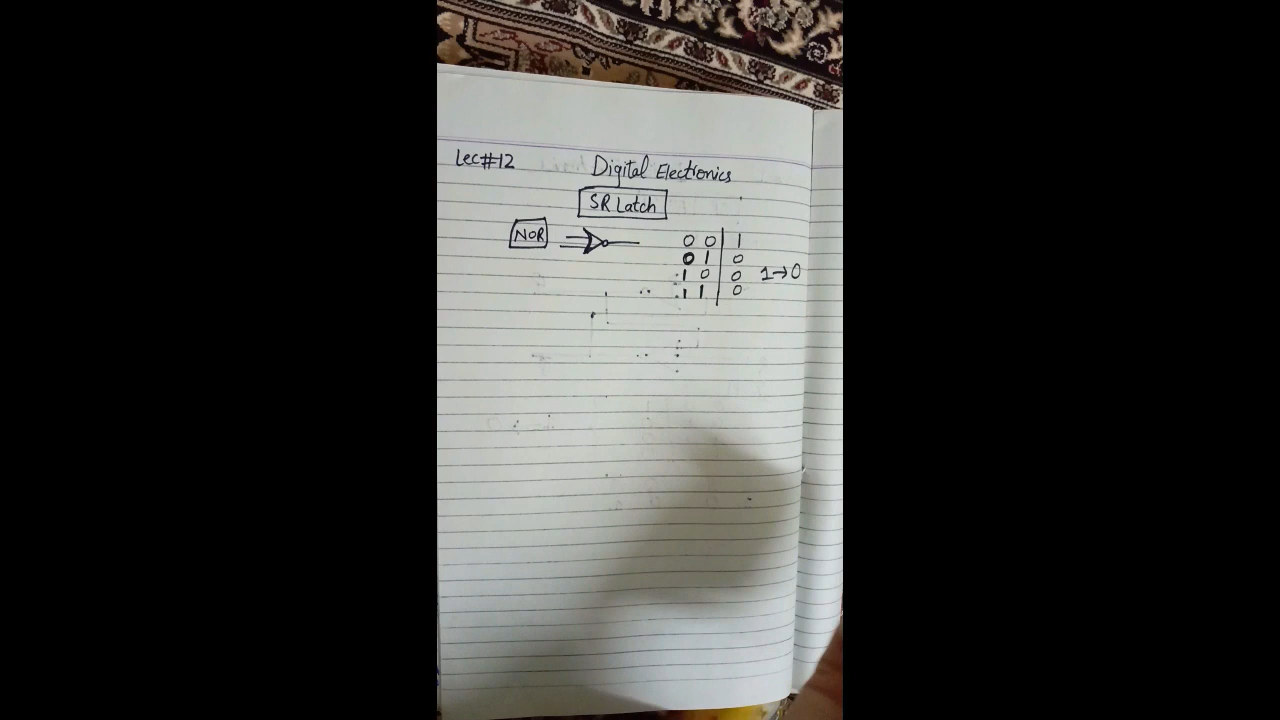 Lec#12 Digital Electronics
SR Latch
NOR 0 0 | 1
0 1 | 0
1 0 | 0 1→0
1 1 | 0